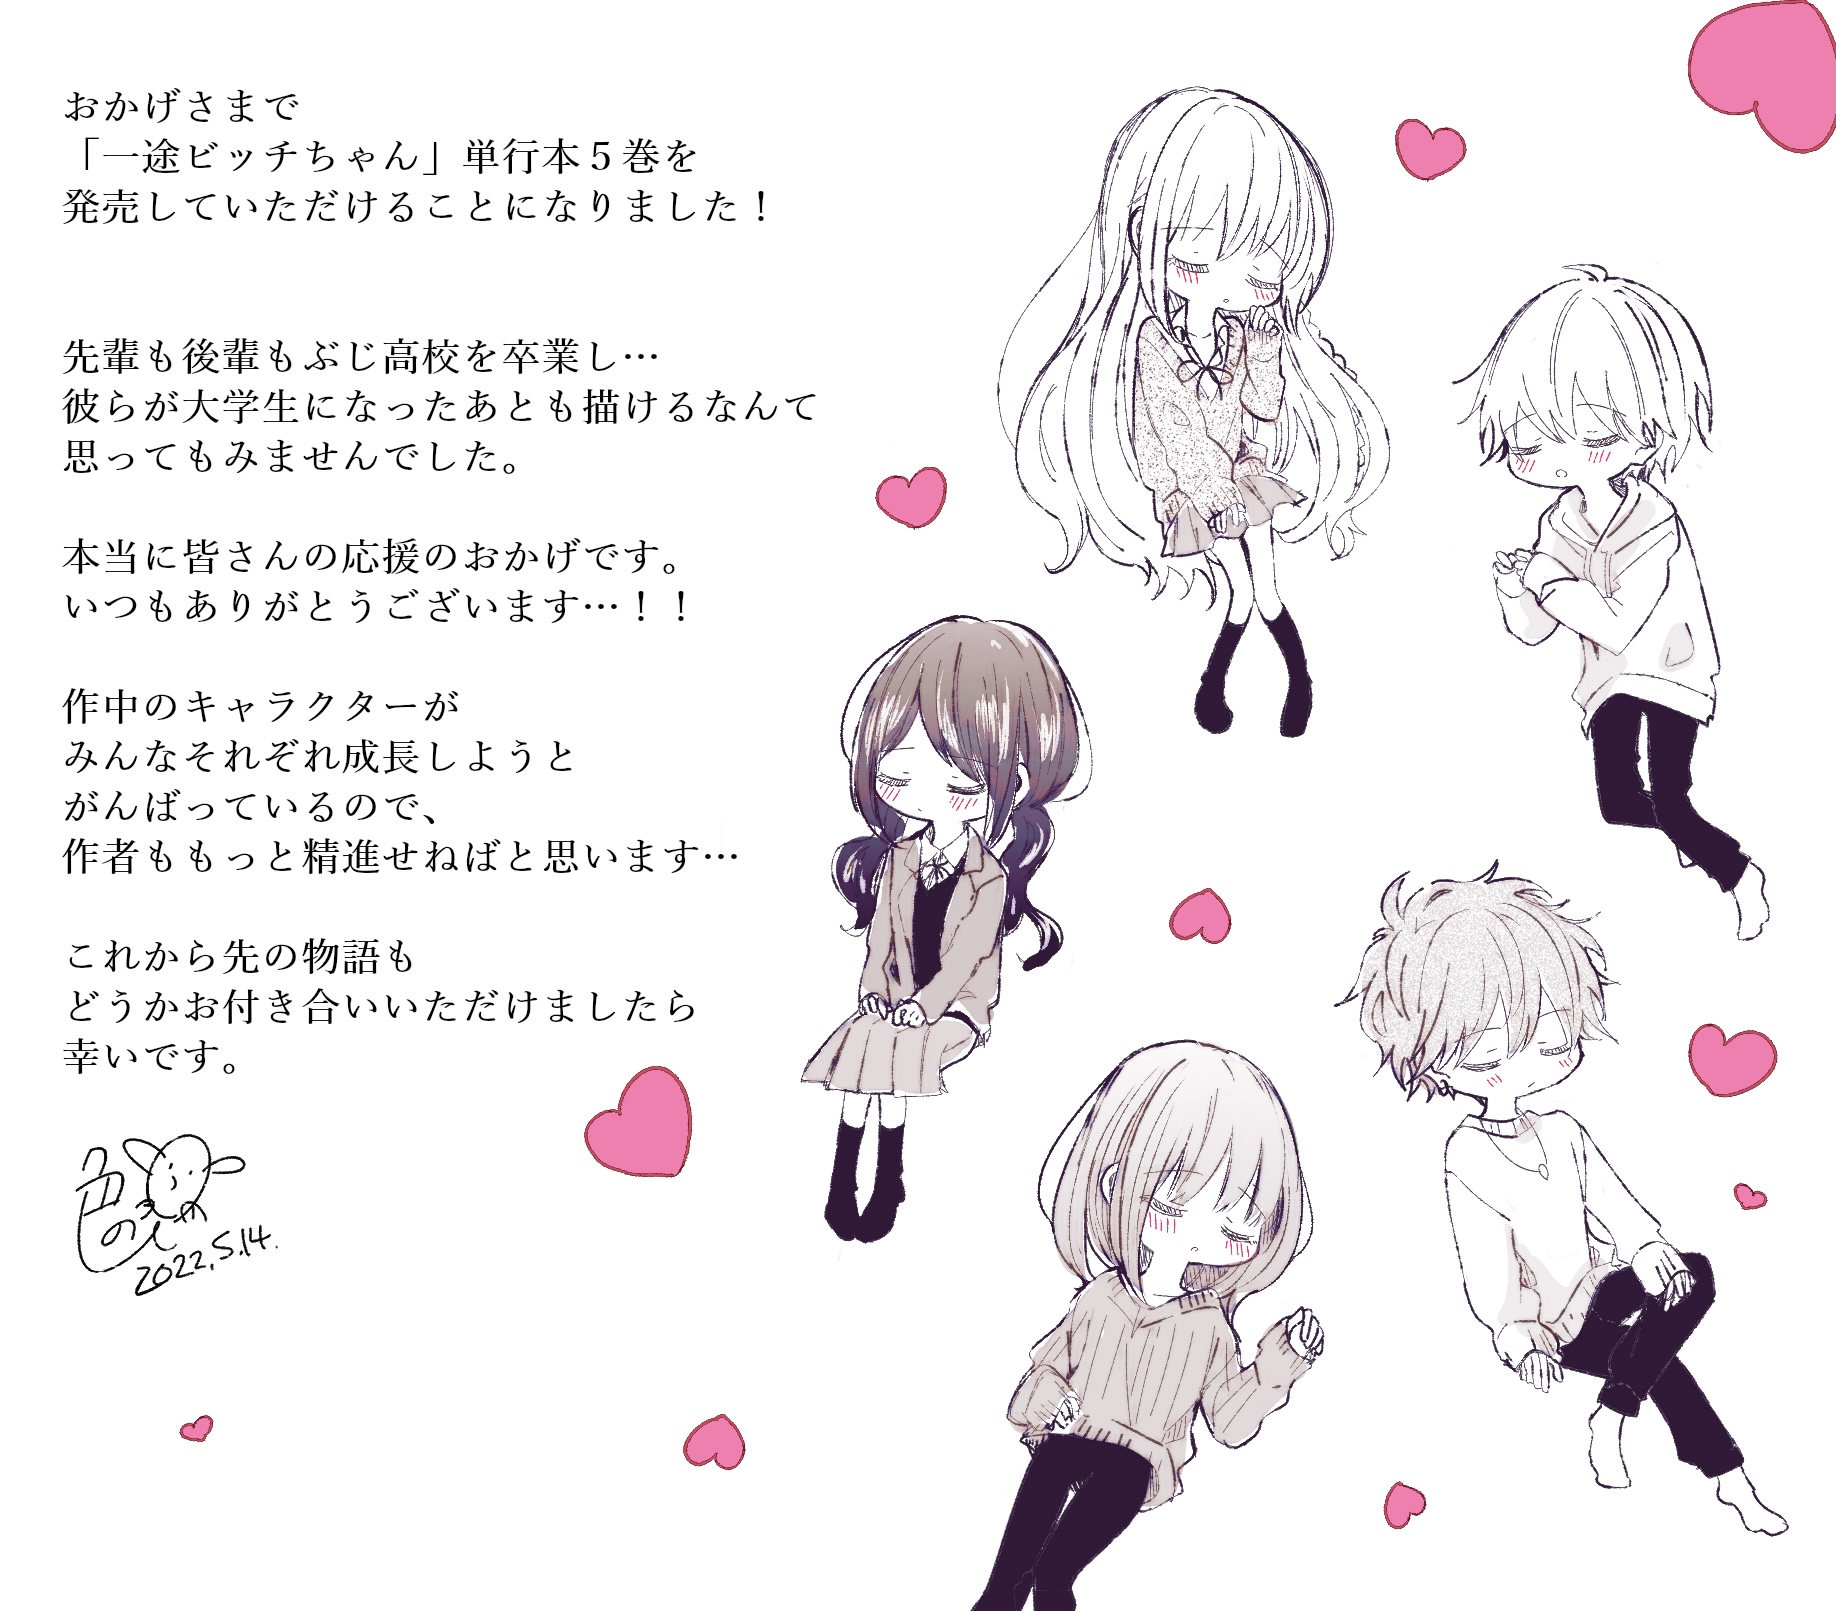 おかげさまで
「一途ビッチちゃん」単行本５巻を
発売していただけることになりました！
先輩も後輩もぶじ高校を卒業し…
彼らが大学生になったあとも描けるなんて
思ってもみませんでした。
本当に皆さんの応援のおかげです。
いつもありがとうございます…！！
作中のキャラクターが
みんなそれぞれ成長しようと
がんばっているので、
作者ももっと精進せねばと思います…
これから先の物語も
どうかお付き合いいただけましたら
幸いです。
2022.5.14.